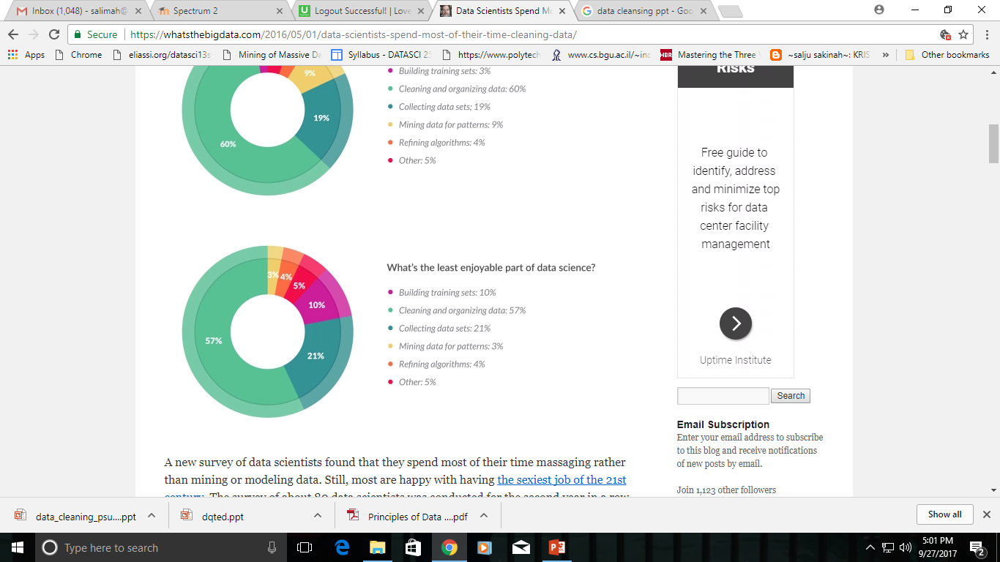 Inbox (1,048) - salimah@
Spectrum 2
Logout Successful! | Love
Data Scientists Spend Mo
data cleansing ppt - Goo
Secure
https://whatsthebigdata.com/2016/05/01/data-scientists-spend-most-of-their-time-cleaning-data/
Apps
Chrome
eliassi.org/datasci13s
Mining of Massive Da
Syllabus - DATASCI 25
https://www.polytech
www.cs.bgu.ac.il/~inc
HBR
Mastering the Three V
~salju sakinah~: KRIS
»
Other bookmarks
9%
19%
60%
Building training sets: 3%
Cleaning and organizing data: 60%
Collecting data sets; 19%
Mining data for patterns: 9%
Refining algorithms: 4%
Other: 5%
3%
4%
5%
10%
21%
57%
What's the least enjoyable part of data science?
Building training sets: 10%
Cleaning and organizing data: 57%
Collecting data sets: 21%
Mining data for patterns: 3%
Refining algorithms: 4%
Other: 5%
A new survey of data scientists found that they spend most of their time massaging rather
than mining or modeling data. Still, most are happy with having the sexiest job of the 21st
century. The survey of about 80 data scientists was conducted for the second year in a row
Risks
Free guide to
identify, address
and minimize top
risks for data
center facility
management
Uptime Institute
Search
Email Subscription
Enter your email address to subscribe
to this blog and receive notifications
of new posts by email.
Join 1,123 other followers
data_cleaning_psu....ppt
dqted.ppt
Principles of Data ....pdf
Show all
Type here to search
5:01 PM
9/27/2017
2